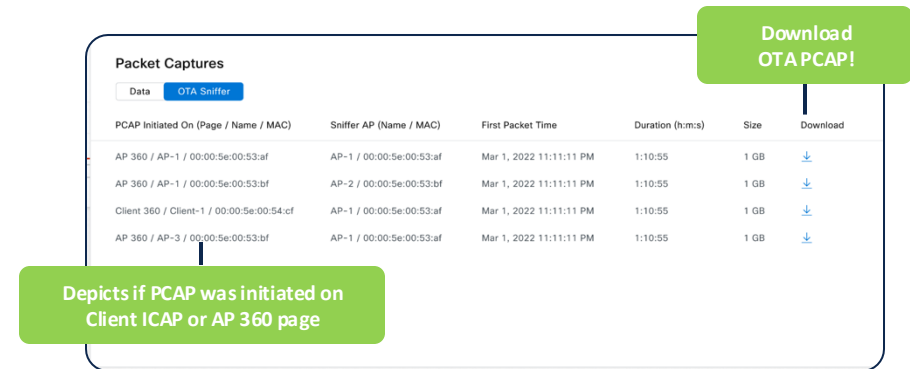 Download
OTA PCAP!
Packet Captures
Data OTA Sniffer
PCAP Initiated On (Page / Name / MAC) Sniffer AP (Name / MAC) First Packet Time Duration (h:m:s) Size Download
AP 360 / AP-1 / 00:00:5e:00:53:af AP-1 / 00:00:5e:00:53:af Mar 1, 2022 11:11:11 PM 1:10:55 1 GB
AP 360 / AP-1 / 00:00:5e:00:53:bf AP-2 / 00:00:5e:00:53:bf Mar 1, 2022 11:11:11 PM 1:10:55 1 GB
Client 360 / Client-1 / 00:00:5e:00:54:cf AP-1 / 00:00:5e:00:53:af Mar 1, 2022 11:11:11 PM 1:10:55 1 GB
AP 360 / AP-3 / 00:00:5e:00:53:bf AP-1 / 00:00:5e:00:53:af Mar 1, 2022 11:11:11 PM 1:10:55 1 GB
Depicts if PCAP was initiated on
Client ICAP or AP 360 page